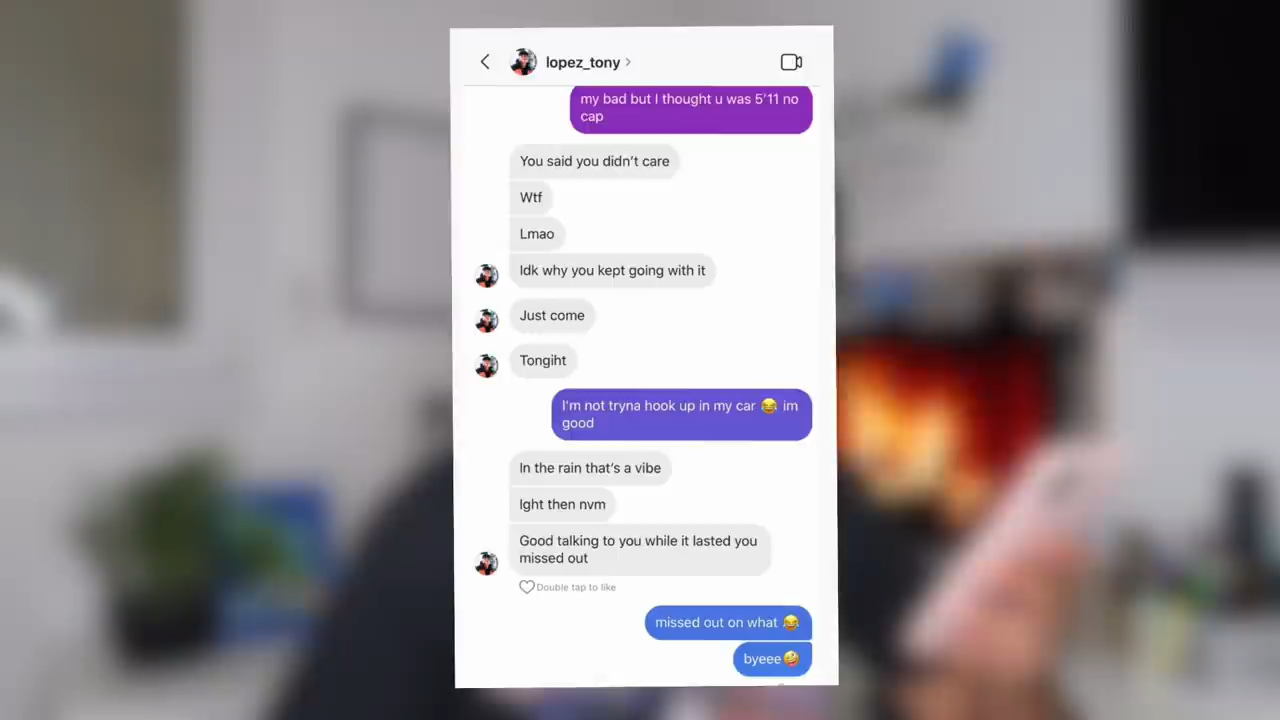 lopez_tony
my bad but I thought u was 5'11 no
cap
You said you didn't care
Wtf
Lmao
Idk why you kept going with it
Just come
Tongiht
I'm not tryna hook up in my car 😂 im
good
In the rain that's a vibe
Ight then nvm
Good talking to you while it lasted you
missed out
Double tap to like
missed out on what 😂
byeee🤪